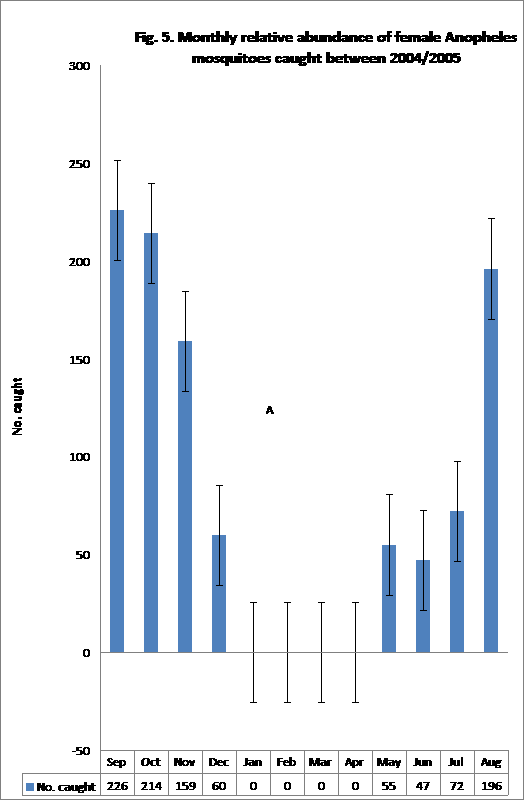 Fig. 5. Monthly relative abundance of female Anopheles
mosquitoes caught between 2004/2005
300
250
200
150
100
50
0
-50
No. caught
A
Sep Oct Nov Dec Jan Feb Mar Apr May Jun Jul Aug
No. caught 226 214 159 60 0 0 0 0 55 47 72 196